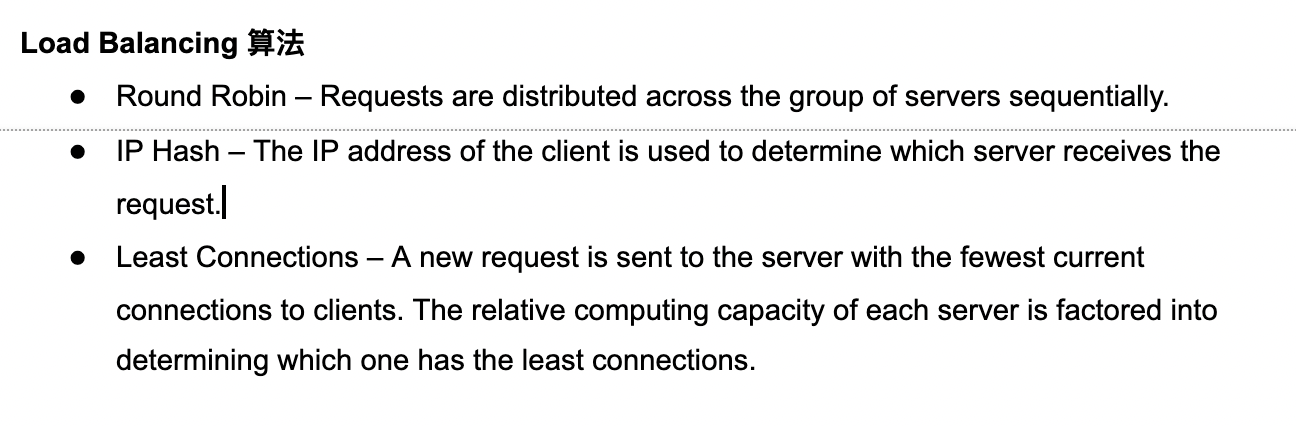 Load Balancing 算法
● Round Robin – Requests are distributed across the group of servers sequentially.
● IP Hash – The IP address of the client is used to determine which server receives the
request.
● Least Connections – A new request is sent to the server with the fewest current
connections to clients. The relative computing capacity of each server is factored into
determining which one has the least connections.